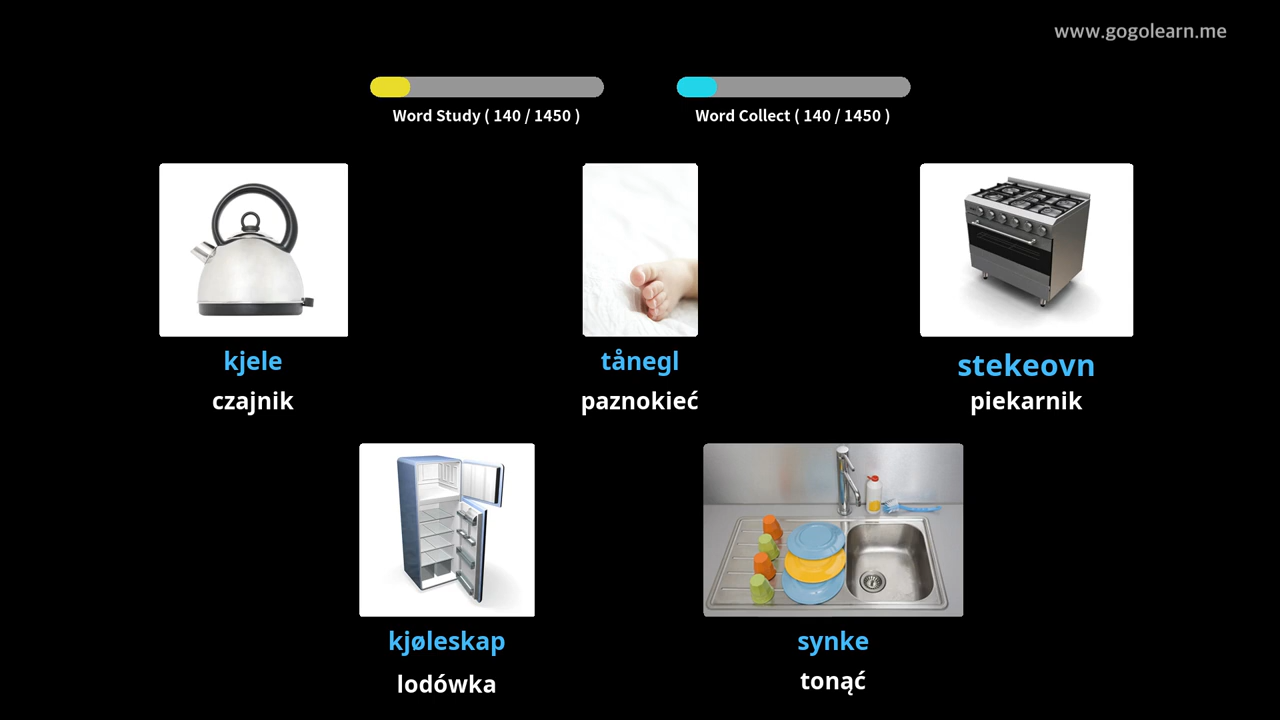 www.gogolearn.me
Word Study ( 140 / 1450 )
Word Collect ( 140 / 1450 )
kjele
czajnik
tånegl
paznokieć
stekeovn
piekarnik
kjøleskap
lodówka
synke
tonąć